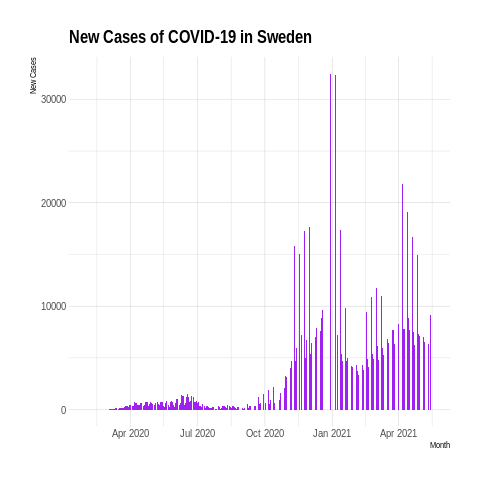 New Cases of COVID-19 in Sweden
New Cases
30000
20000
10000
0
Apr 2020 Jul 2020 Oct 2020 Jan 2021 Apr 2021
Month